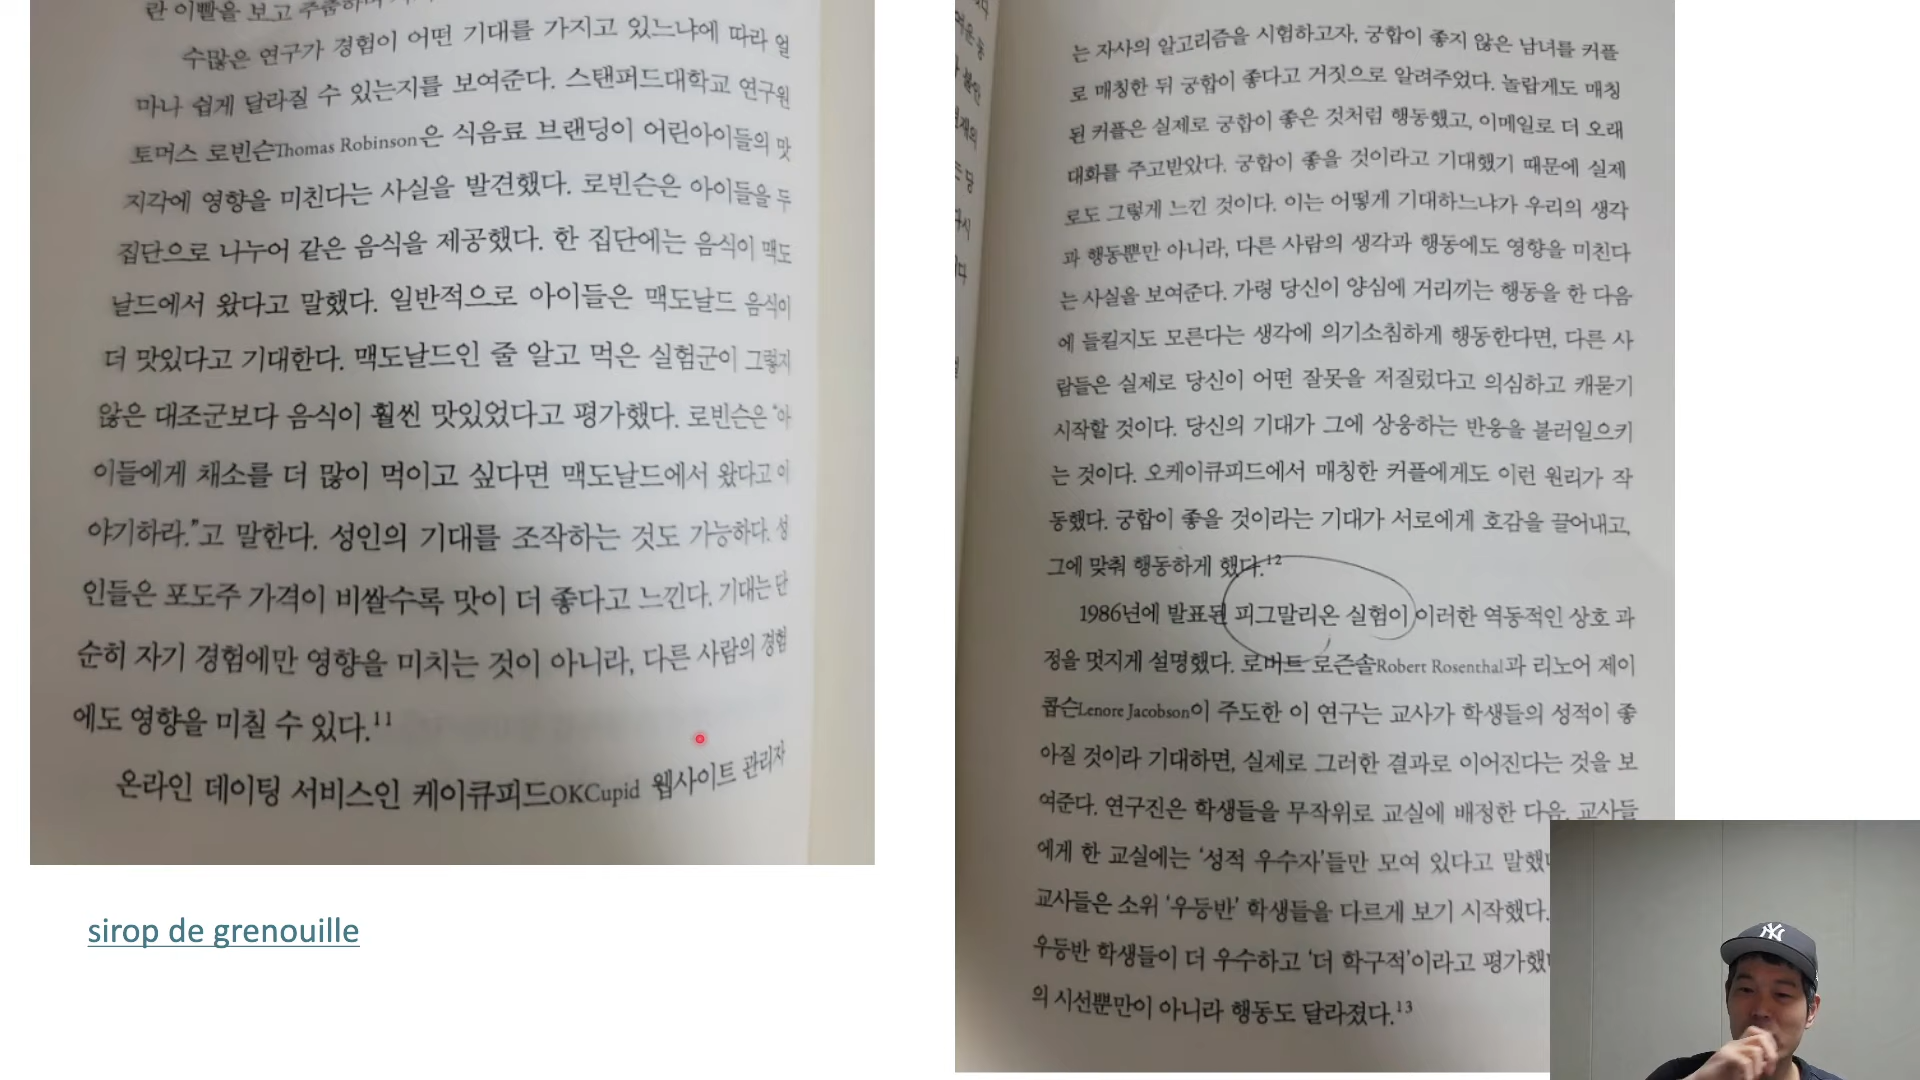 란 이빨을 보고 주춤하며
수많은 연구가 경험이 어떤 기대를 가지고 있느냐에 따라 얼
마나 쉽게 달라질 수 있는지를 보여준다. 스탠퍼드대학교 연구원
토머스 로빈슨Thomas Robinson은 식음료 브랜딩이 어린아이들의 맛
지각에 영향을 미친다는 사실을 발견했다. 로빈슨은 아이들을 두
집단으로 나누어 같은 음식을 제공했다. 한 집단에는 음식이 맥도
날드에서 왔다고 말했다. 일반적으로 아이들은 맥도날드 음식이
더 맛있다고 기대한다. 맥도날드인 줄 알고 먹은 실험군이 그렇지
않은 대조군보다 음식이 훨씬 맛있었다고 평가했다. 로빈슨은 “아
이들에게 채소를 더 많이 먹이고 싶다면 맥도날드에서 왔다고 이
야기하라.”고 말한다. 성인의 기대를 조작하는 것도 가능하다. 성
인들은 포도주 가격이 비쌀수록 맛이 더 좋다고 느낀다. 기대는 단
순히 자기 경험에만 영향을 미치는 것이 아니라, 다른 사람의 경험
에도 영향을 미칠 수 있다.11
온라인 데이팅 서비스인 케이큐피드OKCupid 웹사이트 관리자
sirop de grenouille
는 자사의 알고리즘을 시험하고자, 궁합이 좋지 않은 남녀를 커플
로 매칭한 뒤 궁합이 좋다고 거짓으로 알려주었다. 놀랍게도 매칭
된 커플은 실제로 궁합이 좋은 것처럼 행동했고, 이메일로 더 오래
대화를 주고받았다. 궁합이 좋을 것이라고 기대했기 때문에 실제
로도 그렇게 느낀 것이다. 이는 어떻게 기대하느냐가 우리의 생각
과 행동뿐만 아니라, 다른 사람의 생각과 행동에도 영향을 미친다
는 사실을 보여준다. 가령 당신이 양심에 거리끼는 행동을 한 다음
에 들킬지도 모른다는 생각에 의기소침하게 행동한다면, 다른 사
람들은 실제로 당신이 어떤 잘못을 저질렀다고 의심하고 캐묻기
시작할 것이다. 당신의 기대가 그에 상응하는 반응을 불러일으키
는 것이다. 오케이큐피드에서 매칭한 커플에게도 이런 원리가 작
동했다. 궁합이 좋을 것이라는 기대가 서로에게 호감을 끌어내고,
그에 맞춰 행동하게 했다.12
1986년에 발표된 피그말리온 실험이 이러한 역동적인 상호 과
정을 멋지게 설명했다. 로버트 로즌솔Robert Rosenthal과 리노어 제이
콥슨Lenore Jacobson이 주도한 이 연구는 교사가 학생들의 성적이 좋
아질 것이라 기대하면, 실제로 그러한 결과로 이어진다는 것을 보
여준다. 연구진은 학생들을 무작위로 교실에 배정한 다음, 교사들
에게 한 교실에는 ‘성적 우수자’들만 모여 있다고
교사들은 소위 ‘우등반’ 학생들을 다르게 보기 시작했다.
우등반 학생들이 더 우수하고 ‘더 학구적’이라고
의 시선뿐만이 아니라 행동도 달라졌다.13
NY